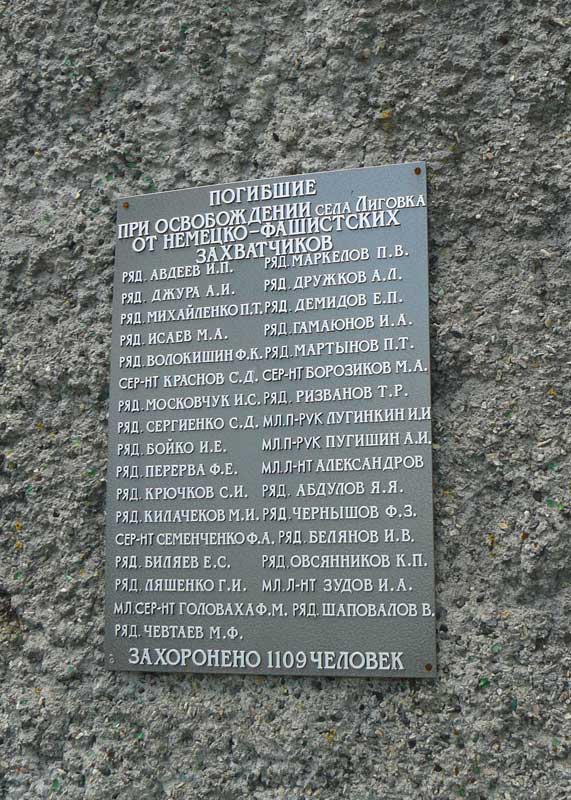 ПОГИБШИЕ
ПРИ ОСВОБОЖДЕНИИ СЕЛА ЛИГОВКА
ОТ НЕМЕЦКО-ФАШИСТСКИХ
ЗАХВАТЧИКОВ
РЯД. АВДЕЕВ И.П. РЯД. МАРКЕЛОВ П.В.
РЯД. ДЖУРА А.И. РЯД. ДРУЖКОВ А.Л.
РЯД. МИХАЙЛЕНКО П.Т. РЯД. ДЕМИДОВ Е.П.
РЯД. ИСАЕВ М.А. РЯД. ГАМАЮНОВ И.А.
РЯД. ВОЛОКИШИН Ф.К. РЯД. МАРТЫНОВ П.Т.
СЕР-НТ КРАСНОВ С.Д. СЕР-НТ БОРОЗИКОВ М.А.
РЯД. МОСКОВЧУК И.С. РЯД. РИЗВАНОВ Т.Р.
РЯД. СЕРГИЕНКО С.Д. МЛ.П-РУК ЛУГИНКИН И.И
РЯД. БОЙКО И.Е. МЛ.П-РУК ПУГИШИН А.И.
РЯД. ПЕРЕРВА Ф.Е. МЛ.Л-НТ АЛЕКСАНДРОВ
РЯД. КРЮЧКОВ С.И. РЯД. АБДУЛОВ Я.Я.
РЯД. КИЛАЧЕКОВ М.И. РЯД. ЧЕРНЫШОВ Ф.З.
СЕР-НТ СЕМЕНЧЕНКО Ф.А. РЯД. БЕЛЯНОВ И.В.
РЯД. БИЛЯЕВ Е.С. РЯД. ОВСЯННИКОВ К.П.
РЯД. ЛЯШЕНКО Г.И. МЛ.Л-НТ ЗУДОВ И.А.
МЛ.СЕР-НТ ГОЛОВАХА Ф.М. РЯД. ШАПОВАЛОВ В.
РЯД. ЧЕВТАЕВ М.Ф.
ЗАХОРОНЕНО 1109 ЧЕЛОВЕК